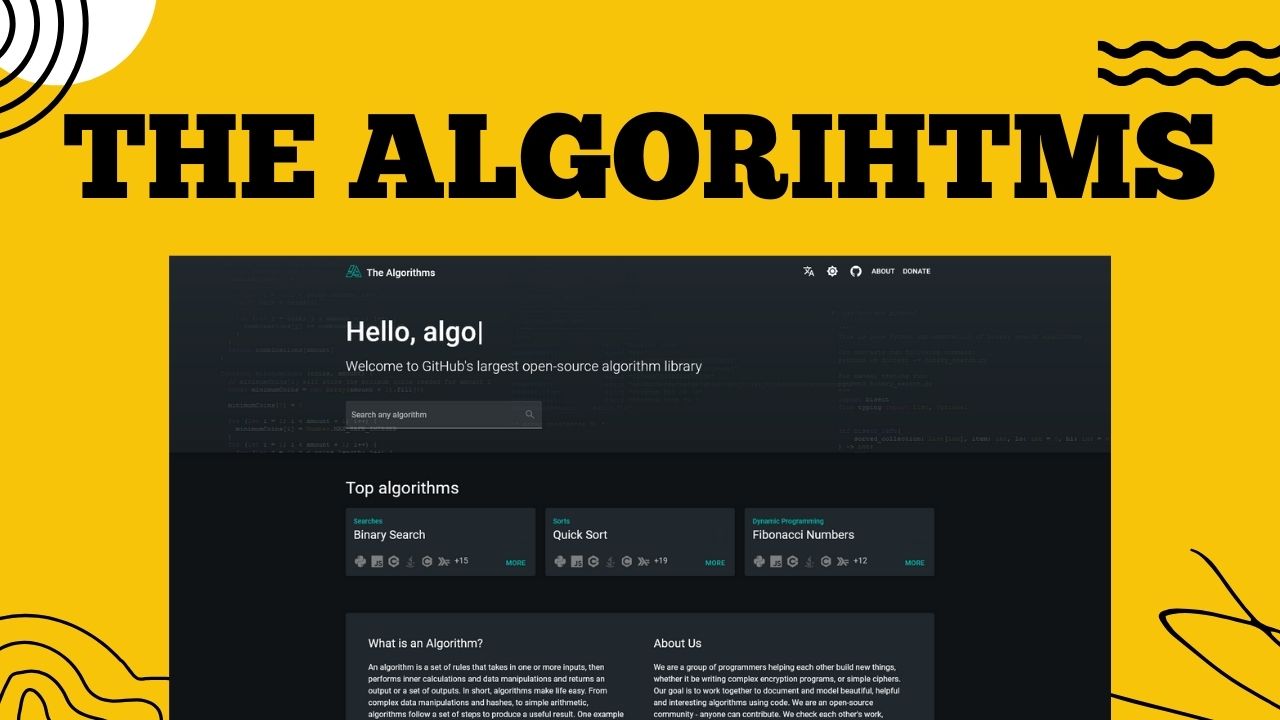 THE ALGORIHTMS
The Algorithms
ABOUT DONATE
Hello, algo|
Welcome to GitHub's largest open-source algorithm library
Search any algorithm
Top algorithms
Searches
Binary Search
+15 MORE
Sorts
Quick Sort
+19 MORE
Dynamic Programming
Fibonacci Numbers
+12 MORE
What is an Algorithm?
An algorithm is a set of rules that takes in one or more inputs, then
performs inner calculations and data manipulations and returns an
output or a set of outputs. In short, algorithms make life easy. From
complex data manipulations and hashes, to simple arithmetic,
algorithms follow a set of steps to produce a useful result. One example
About Us
We are a group of programmers helping each other build new things,
whether it be writing complex encryption programs, or simple ciphers.
Our goal is to work together to document and model beautiful, helpful
and interesting algorithms using code. We are an open-source
community - anyone can contribute. We check each other's work,